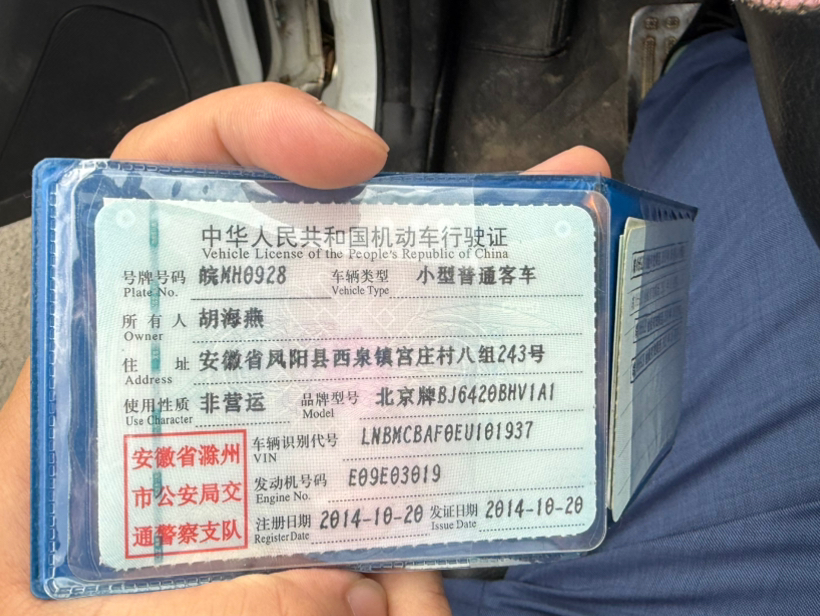 中华人民共和国机动车行驶证
Vehicle License of the People's Republic of China
号牌号码 皖MH0928 车辆类型 小型普通客车
Plate No. Vehicle Type
所有人 胡海燕
Owner
住址 安徽省凤阳县西泉镇宫庄村八组243号
Address
使用性质 非营运 品牌型号 北京牌BJ6420BHV1A1
Use Character Model
车辆识别代号 LNBMCBAF0EU101937
VIN
发动机号码 E09E03019
Engine No.
注册日期 2014-10-20 发证日期 2014-10-20
Register Date Issue Date
安徽省滁州
市公安局交
通警察支队